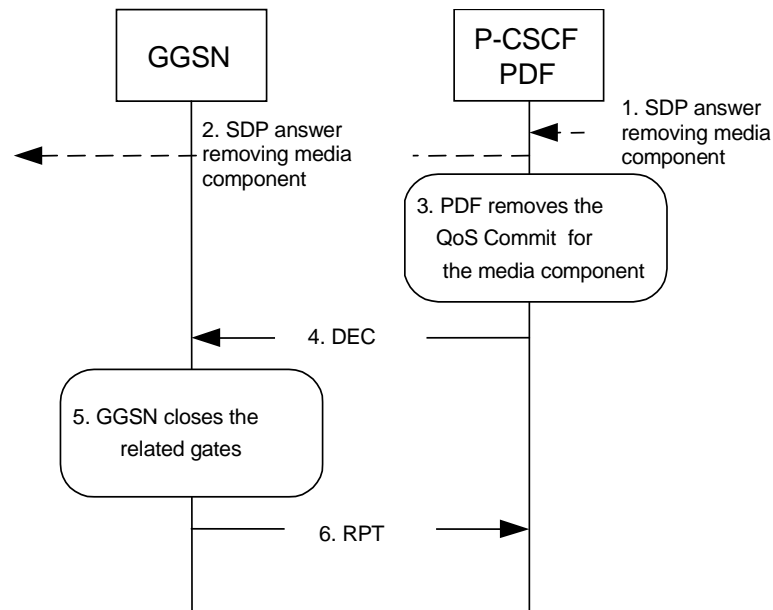 GGSN
P-CSCF
PDF
1. SDP answer
removing media
component
2. SDP answer
removing media
component
3. PDF removes the
QoS Commit for
the media component
4. DEC
5. GGSN closes the
related gates
6. RPT